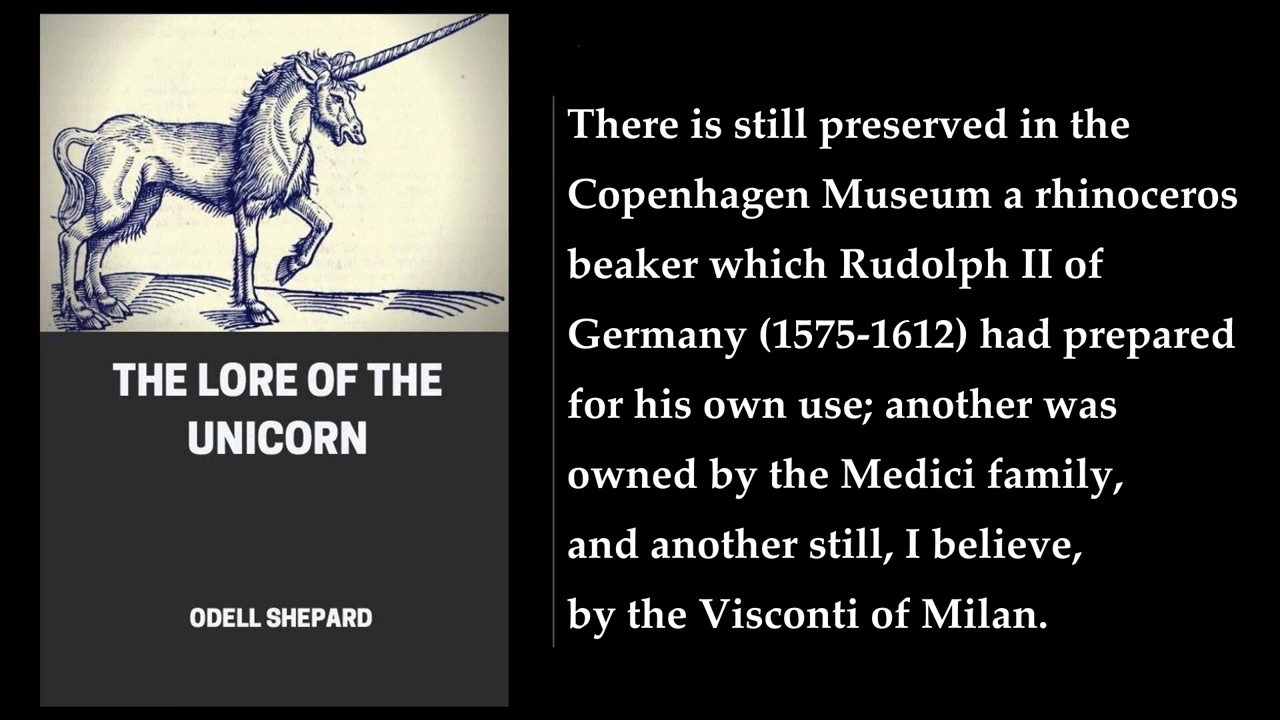 THE LORE OF THE
UNICORN
ODELL SHEPARD
There is still preserved in the
Copenhagen Museum a rhinoceros
beaker which Rudolph II of
Germany (1575-1612) had prepared
for his own use; another was
owned by the Medici family,
and another still, I believe,
by the Visconti of Milan.